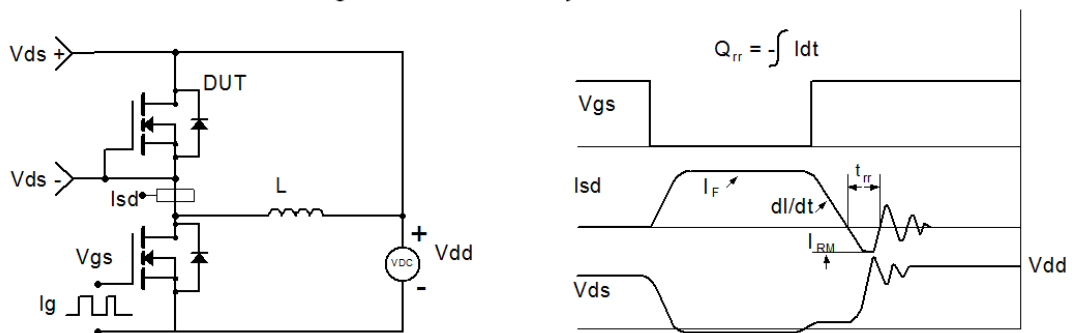 Vds +
DUT
Vds -
Isd
L
+
VDC
Vdd
-
Vgs
Ig
Qrr = -∫ Idt
Vgs
Isd
IF
dI/dt
trr
IRM
Vds
Vdd